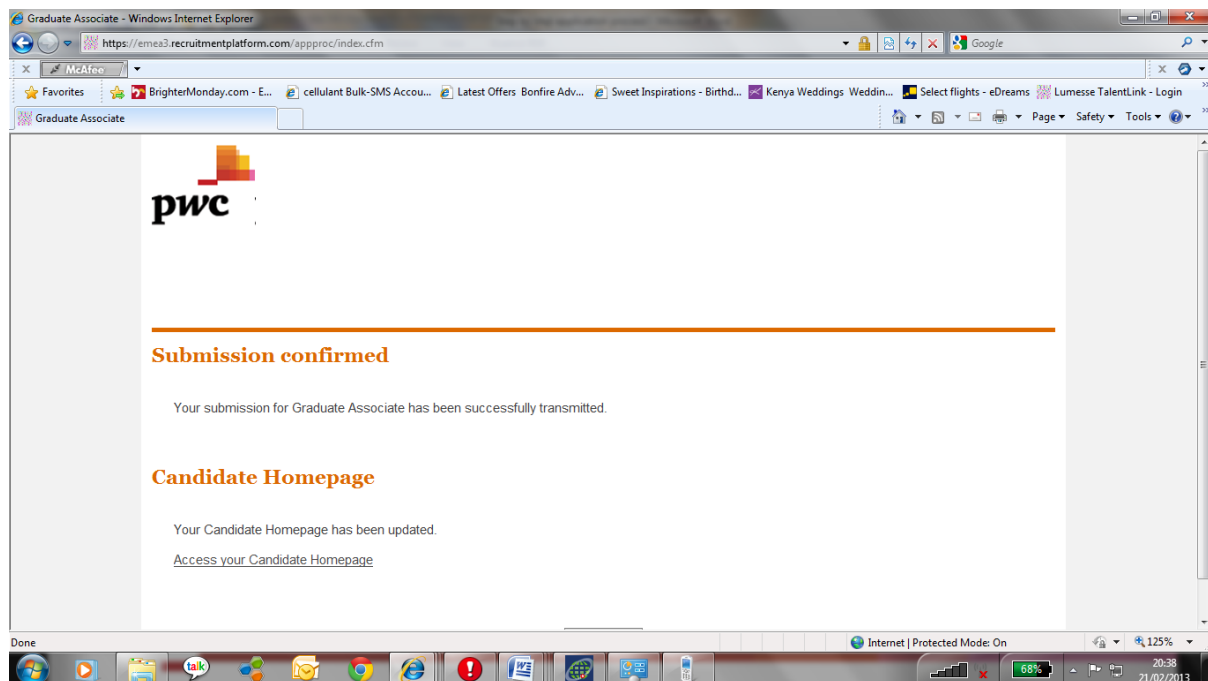 Graduate Associate - Windows Internet Explorer
https://emea3.recruitmentplatform.com/appproc/index.cfm
Google
X McAfee
Favorites BrighterMonday.com - E... cellulant Bulk-SMS Accou... Latest Offers Bonfire Adv... Sweet Inspirations - Birthd... Kenya Weddings Weddin... Select flights - eDreams Lumesse TalentLink - Login
Graduate Associate
Page Safety Tools
pwc
Submission confirmed
Your submission for Graduate Associate has been successfully transmitted.
Candidate Homepage
Your Candidate Homepage has been updated.
Access your Candidate Homepage
Done Internet | Protected Mode: On 125%
talk 68% 20:38
21/02/2013